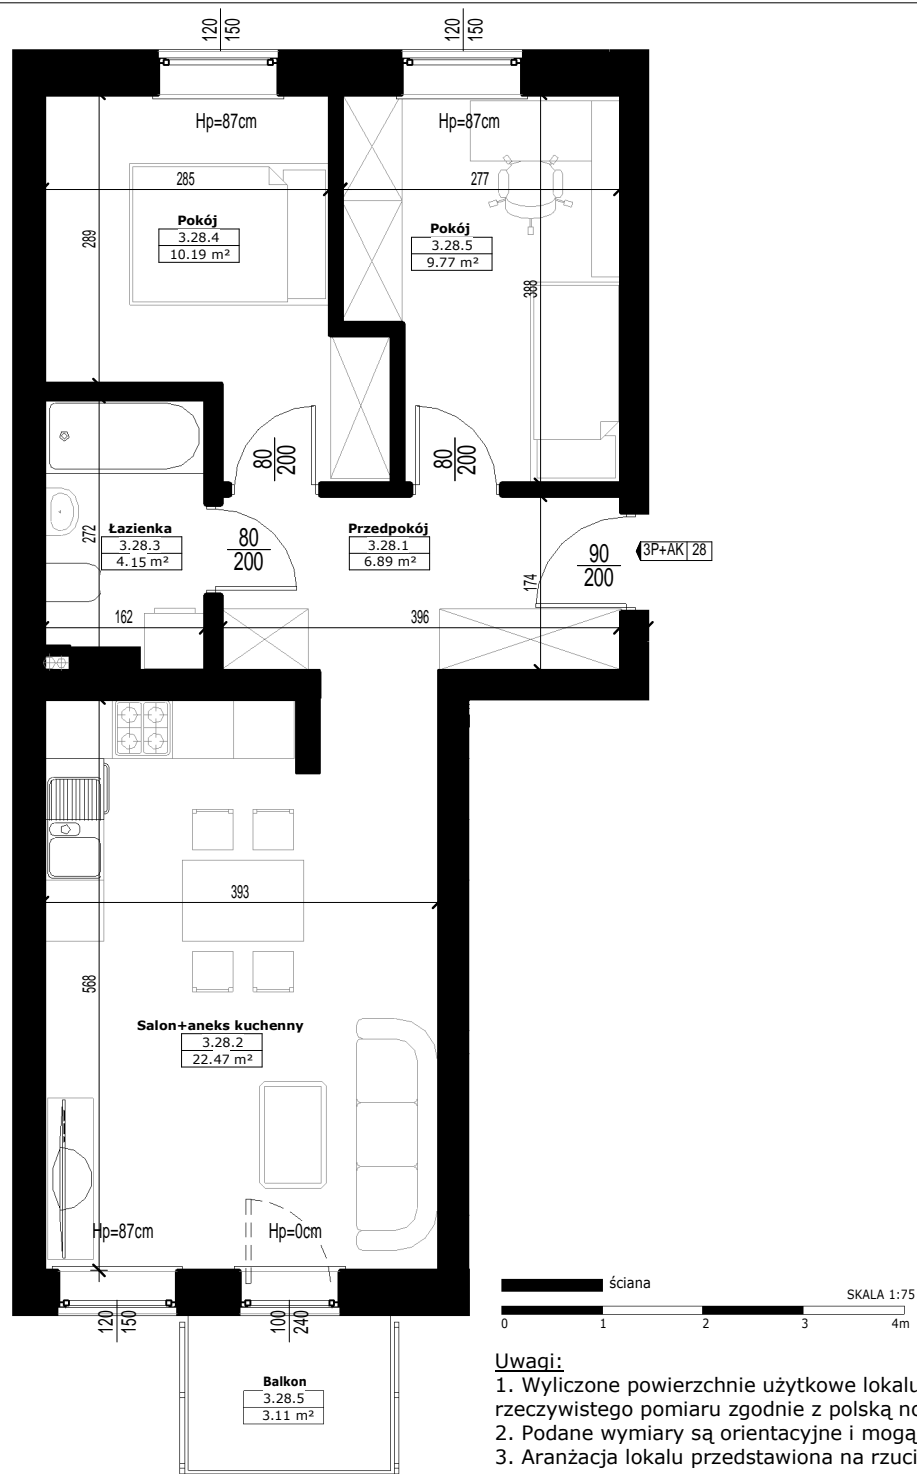 120
150
120
150
Hp=87cm
Hp=87cm
285
277
289
388
Pokój
3.28.4
10.19 m²
Pokój
3.28.5
9.77 m²
80
200
80
200
272
Łazienka
3.28.3
4.15 m²
80
200
Przedpokój
3.28.1
6.89 m²
90
200
3P+AK 28
174
162
396
393
568
Salon+aneks kuchenny
3.28.2
22.47 m²
Hp=87cm
Hp=0cm
120
150
100
240
Balkon
3.28.5
3.11 m²
ściana
SKALA 1:75
0 1 2 3 4m
Uwagi:
1. Wyliczone powierzchnie użytkowe lokalu
rzeczywistego pomiaru zgodnie z polską no
2. Podane wymiary są orientacyjne i mogą
3. Aranżacja lokalu przedstawiona na rzuci